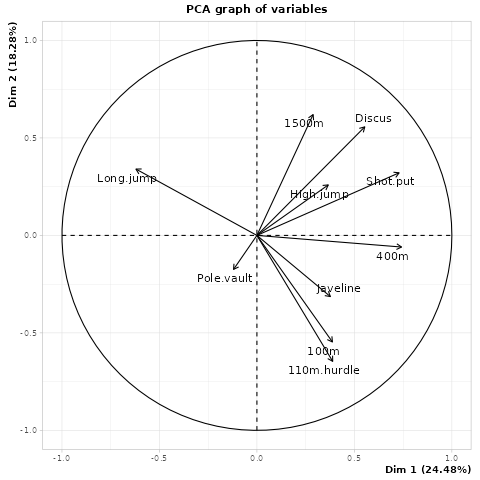 PCA graph of variables
Dim 2 (18.28%)
1.0
0.5
0.0
-0.5
-1.0
1500m
Discus
Long.jump
Shot.put
High.jump
400m
Pole.vault
Javeline
100m
110m.hurdle
-1.0
-0.5
0.0
0.5
1.0
Dim 1 (24.48%)